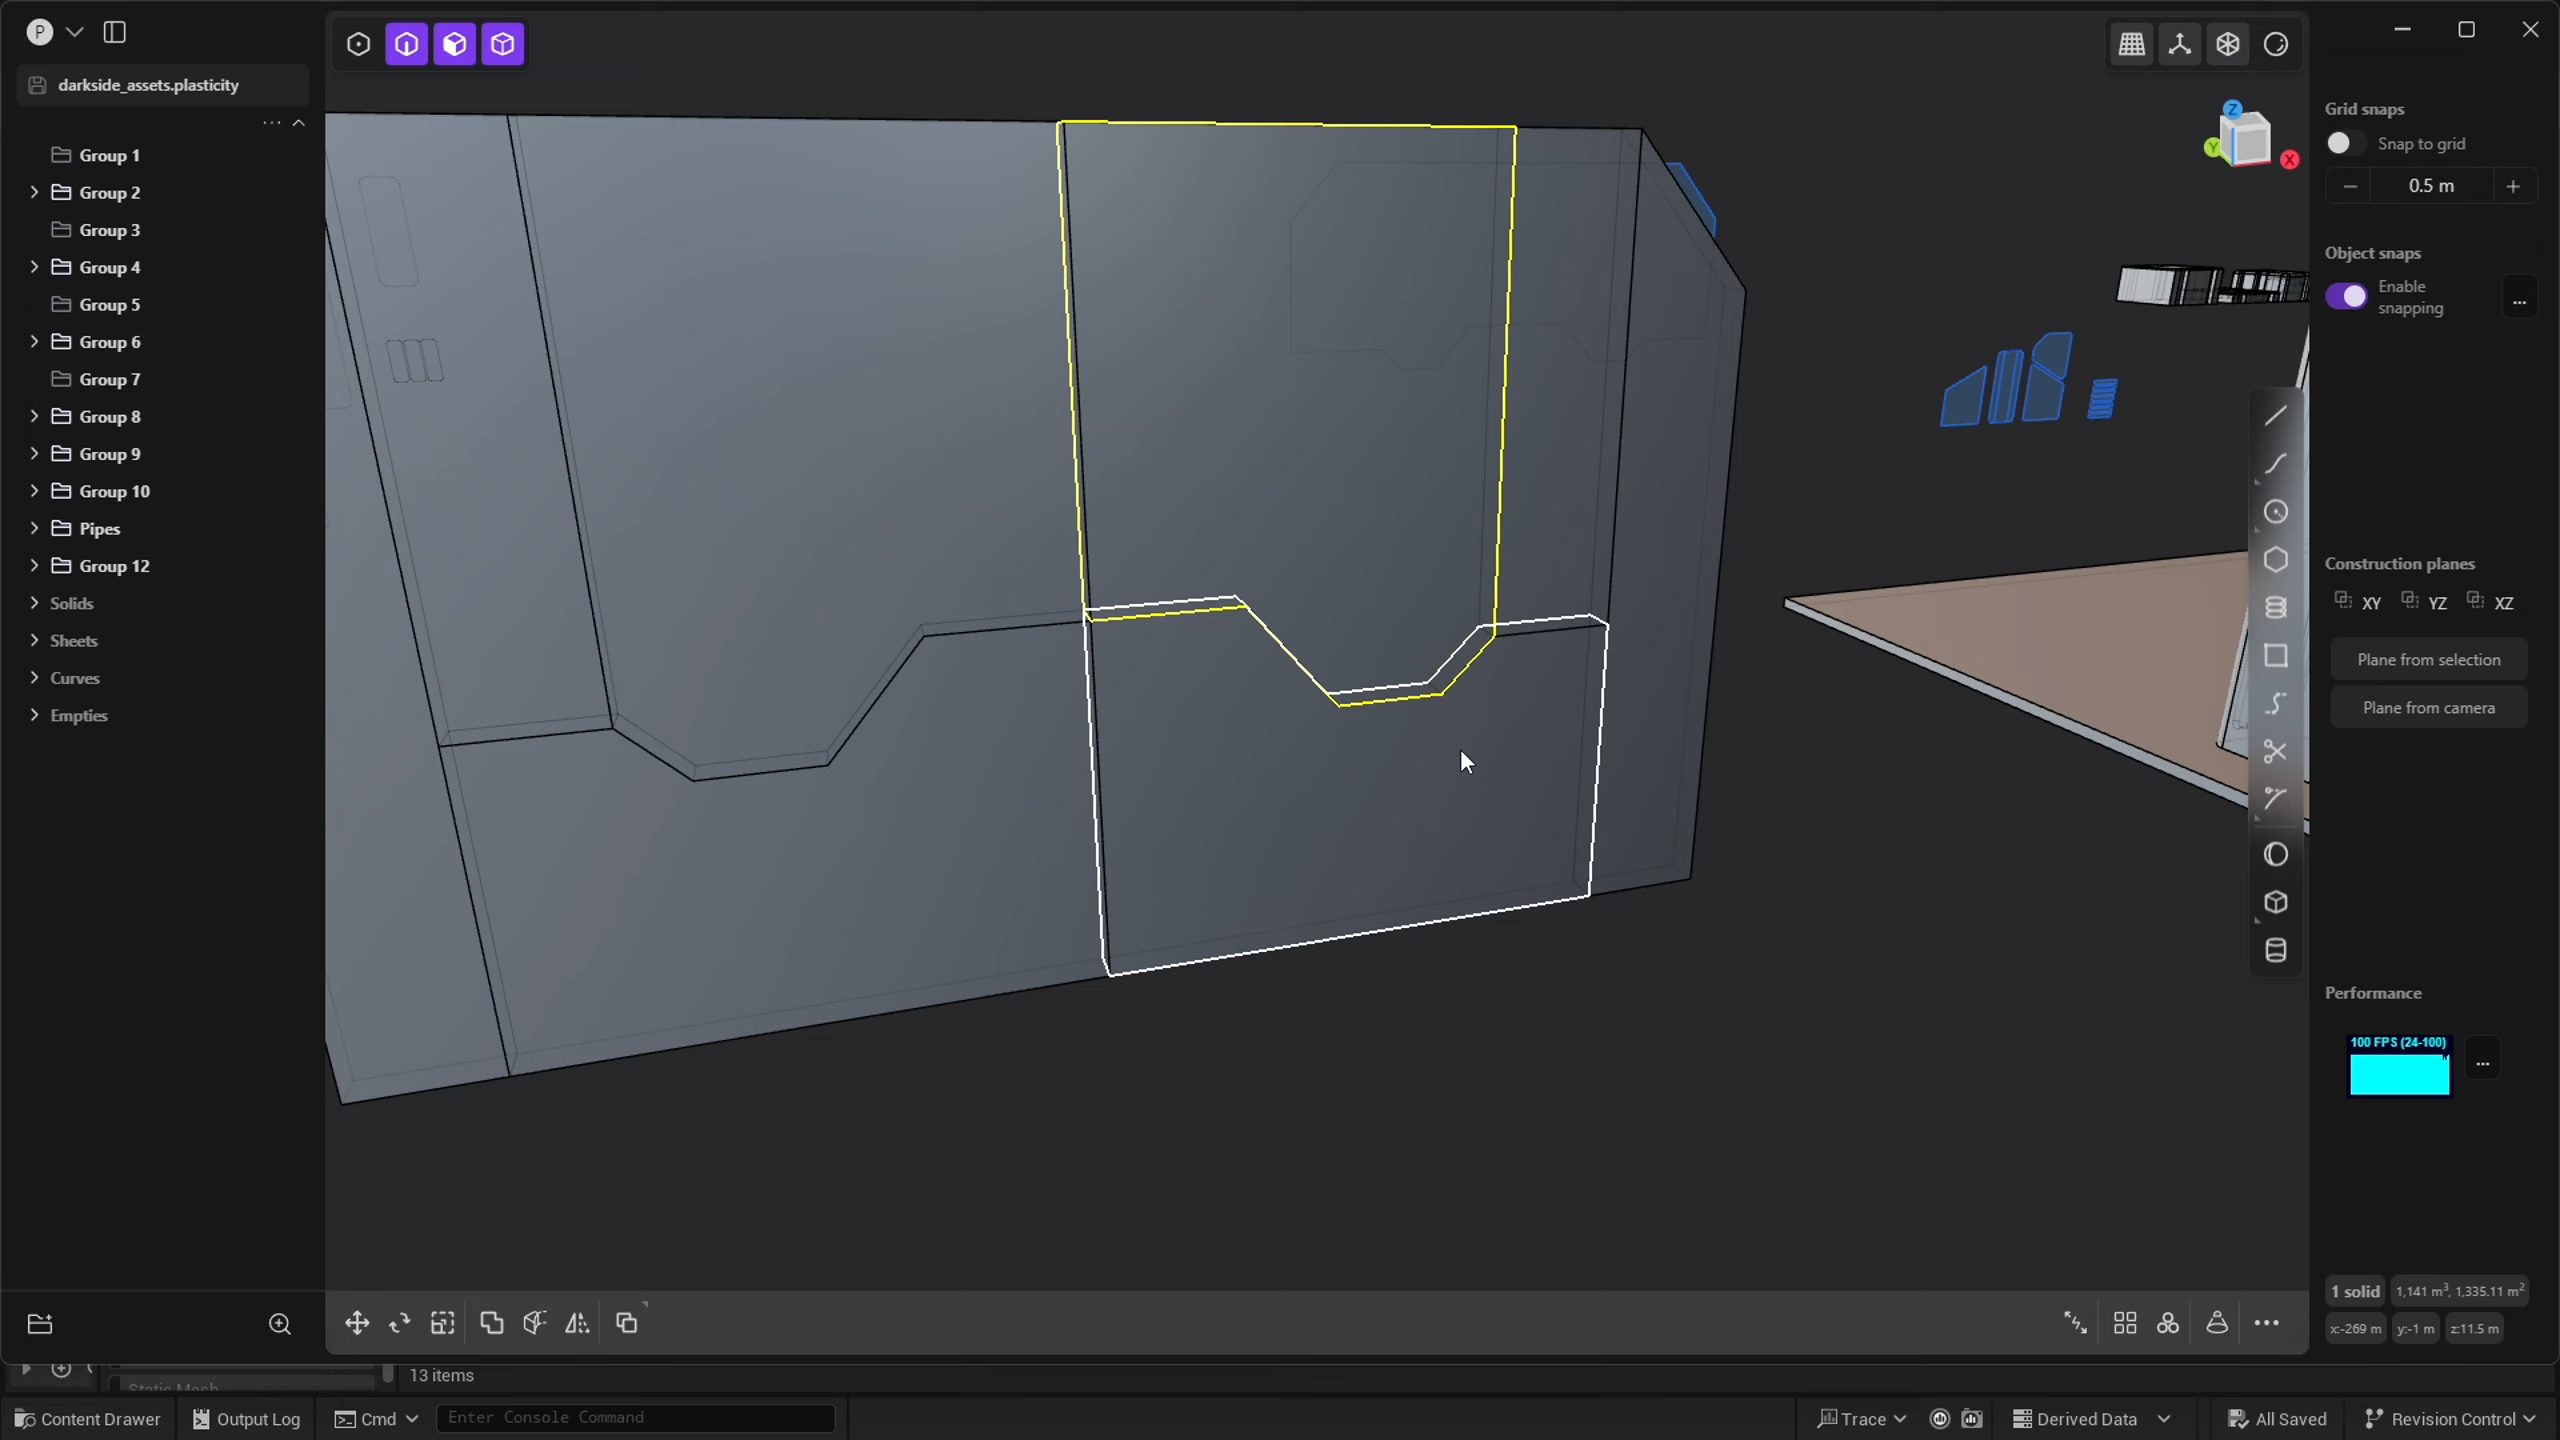 P
darkside_assets.plasticity
Group 1
Group 2
Group 3
Group 4
Group 5
Group 6
Group 7
Group 8
Group 9
Group 10
Pipes
Group 12
Solids
Sheets
Curves
Empties
Z
Y
X
Grid snaps
Snap to grid
0.5 m
Object snaps
Enable
snapping
...
Construction planes
XY YZ XZ
Plane from selection
Plane from camera
Performance
100 FPS (24-100)
...
1 solid 1,141 m³, 1,335.11 m²
x:-269 m y:-1 m z:11.5 m
Static Mesh
13 items
Content Drawer Output Log Cmd Enter Console Command Trace Derived Data All Saved Revision Control